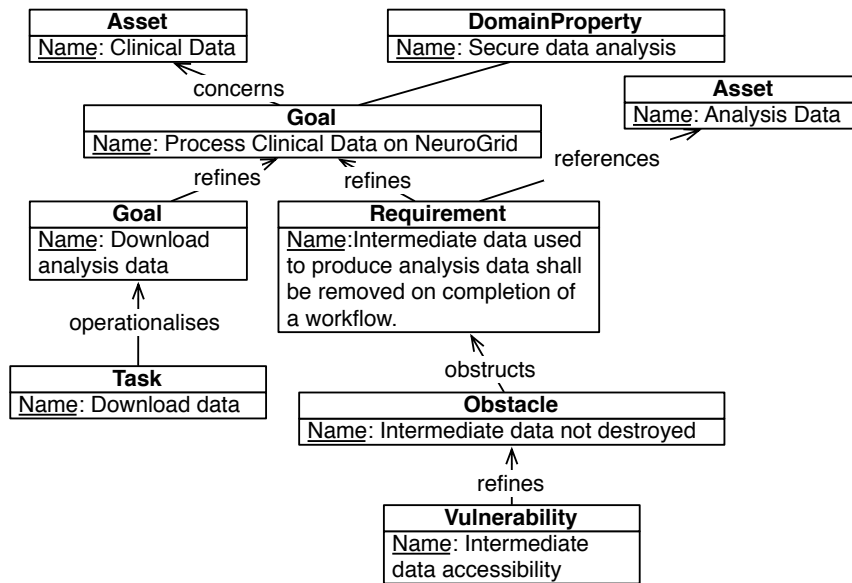 Asset
Name: Clinical Data
DomainProperty
Name: Secure data analysis
Asset
Name: Analysis Data
concerns
Goal
Name: Process Clinical Data on NeuroGrid
references
refines
refines
Goal
Name: Download
analysis data
Requirement
Name:Intermediate data used
to produce analysis data shall
be removed on completion of
a workflow.
operationalises
obstructs
Task
Name: Download data
Obstacle
Name: Intermediate data not destroyed
refines
Vulnerability
Name: Intermediate
data accessibility